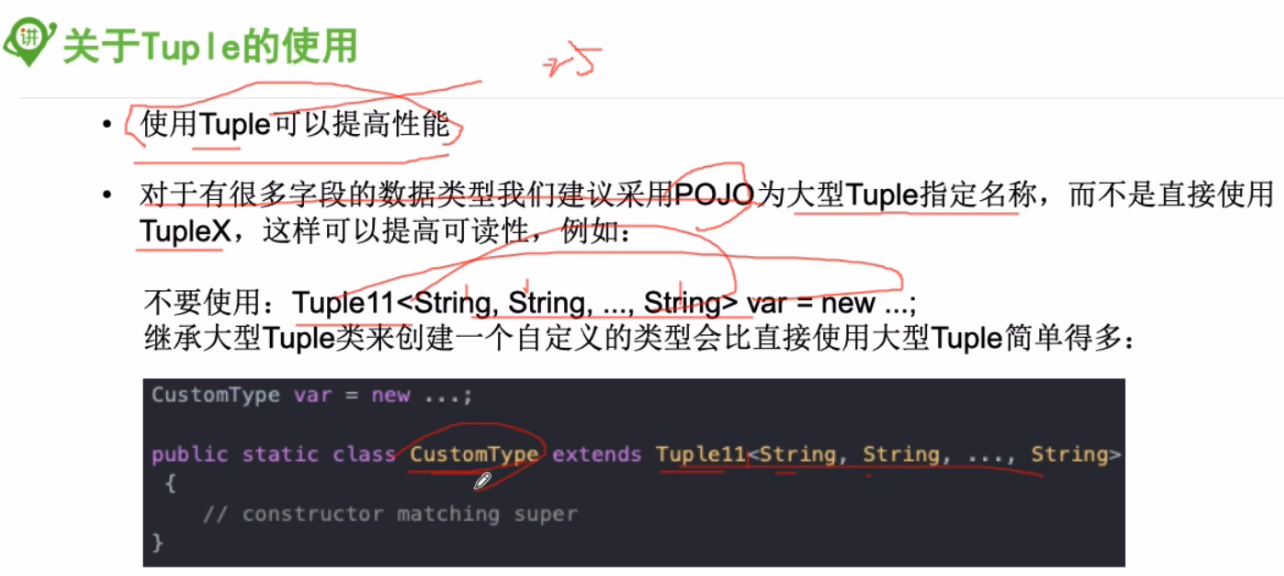 讲
关于Tuple的使用
25
• 使用Tuple可以提高性能
• 对于有很多字段的数据类型我们建议采用POJO为大型Tuple指定名称，而不是直接使用
TupleX，这样可以提高可读性，例如：
不要使用：Tuple11<String, String, ..., String> var = new ...;
继承大型Tuple类来创建一个自定义的类型会比直接使用大型Tuple简单得多：
CustomType var = new ...;
public static class CustomType extends Tuple11<String, String, ..., String>
{
// constructor matching super
}